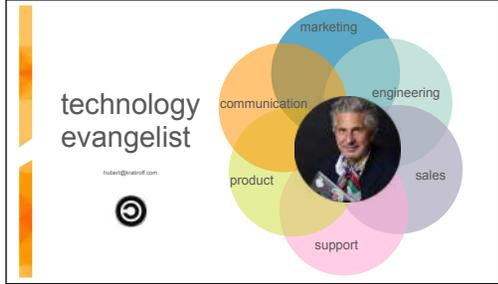 marketing
engineering
communication
technology
evangelist
hubert@kratiroff.com
product
sales
support